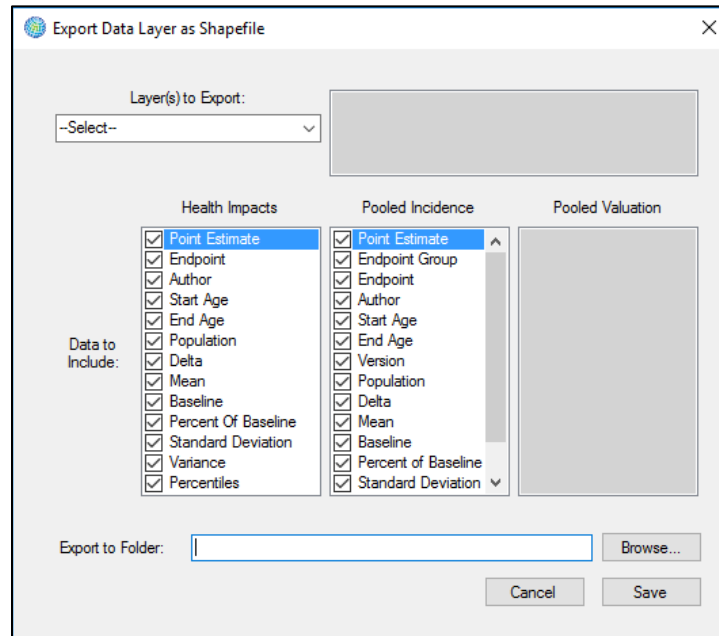 Export Data Layer as Shapefile
Layer(s) to Export:
--Select--
Health Impacts
Pooled Incidence
Pooled Valuation
Data to
Include:
Point Estimate
Endpoint
Author
Start Age
End Age
Population
Delta
Mean
Baseline
Percent Of Baseline
Standard Deviation
Variance
Percentiles
Point Estimate
Endpoint Group
Endpoint
Author
Start Age
End Age
Version
Population
Delta
Mean
Baseline
Percent of Baseline
Standard Deviation
Export to Folder:
Browse...
Cancel
Save